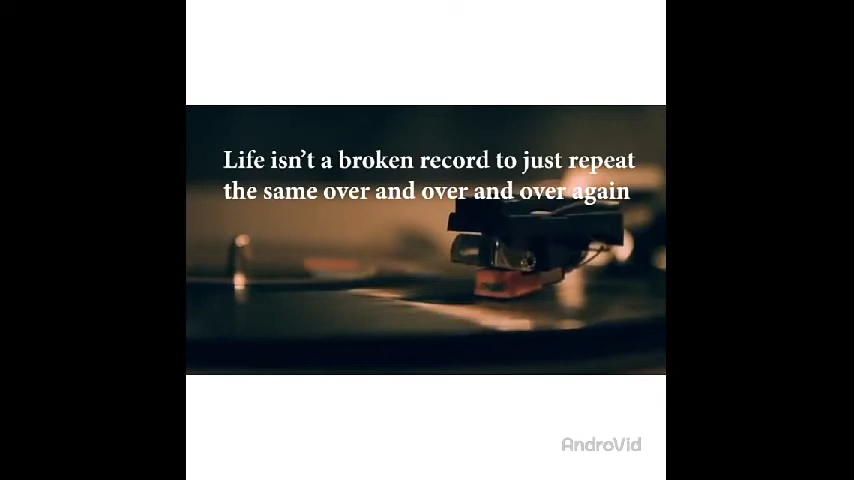 Life isn't a broken record to just repeat
the same over and over and over again
AndroVid